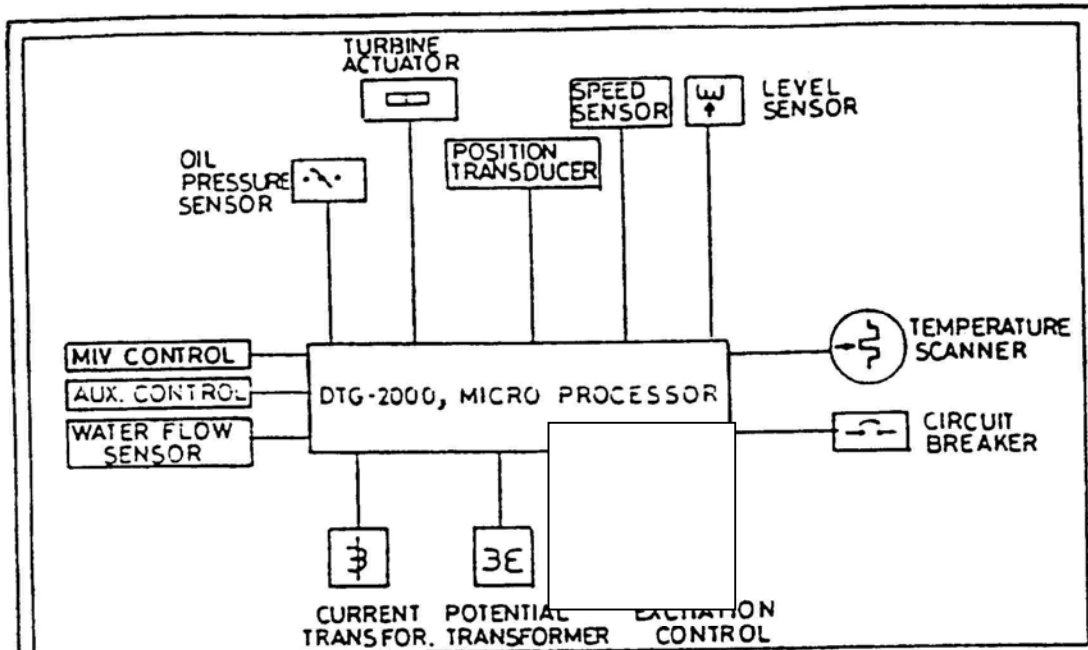 TURBINE
ACTUATOR
SPEED
SENSOR
LEVEL
SENSOR
OIL
PRESSURE
SENSOR
POSITION
TRANSDUCER
MIV CONTROL
AUX. CONTROL
WATER FLOW
SENSOR
DTG-2000, MICRO PROCESSOR
TEMPERATURE
SCANNER
CIRCUIT
BREAKER
CURRENT
TRANSFOR.
POTENTIAL
TRANSFORMER
EXCITATION
CONTROL